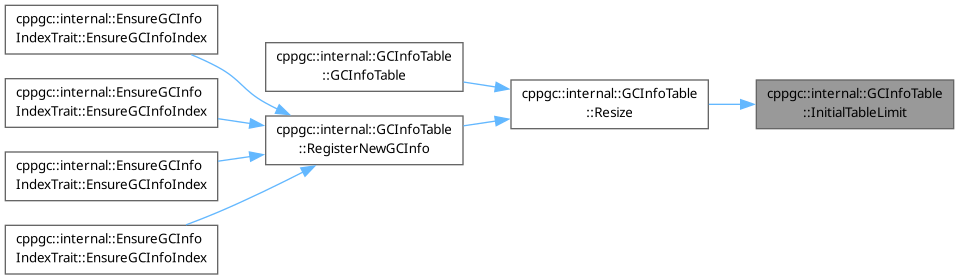 cppgc::internal::EnsureGCInfo
IndexTrait::EnsureGCInfoIndex
cppgc::internal::EnsureGCInfo
IndexTrait::EnsureGCInfoIndex
cppgc::internal::EnsureGCInfo
IndexTrait::EnsureGCInfoIndex
cppgc::internal::EnsureGCInfo
IndexTrait::EnsureGCInfoIndex
cppgc::internal::GCInfoTable
::GCInfoTable
cppgc::internal::GCInfoTable
::RegisterNewGCInfo
cppgc::internal::GCInfoTable
::Resize
cppgc::internal::GCInfoTable
::InitialTableLimit